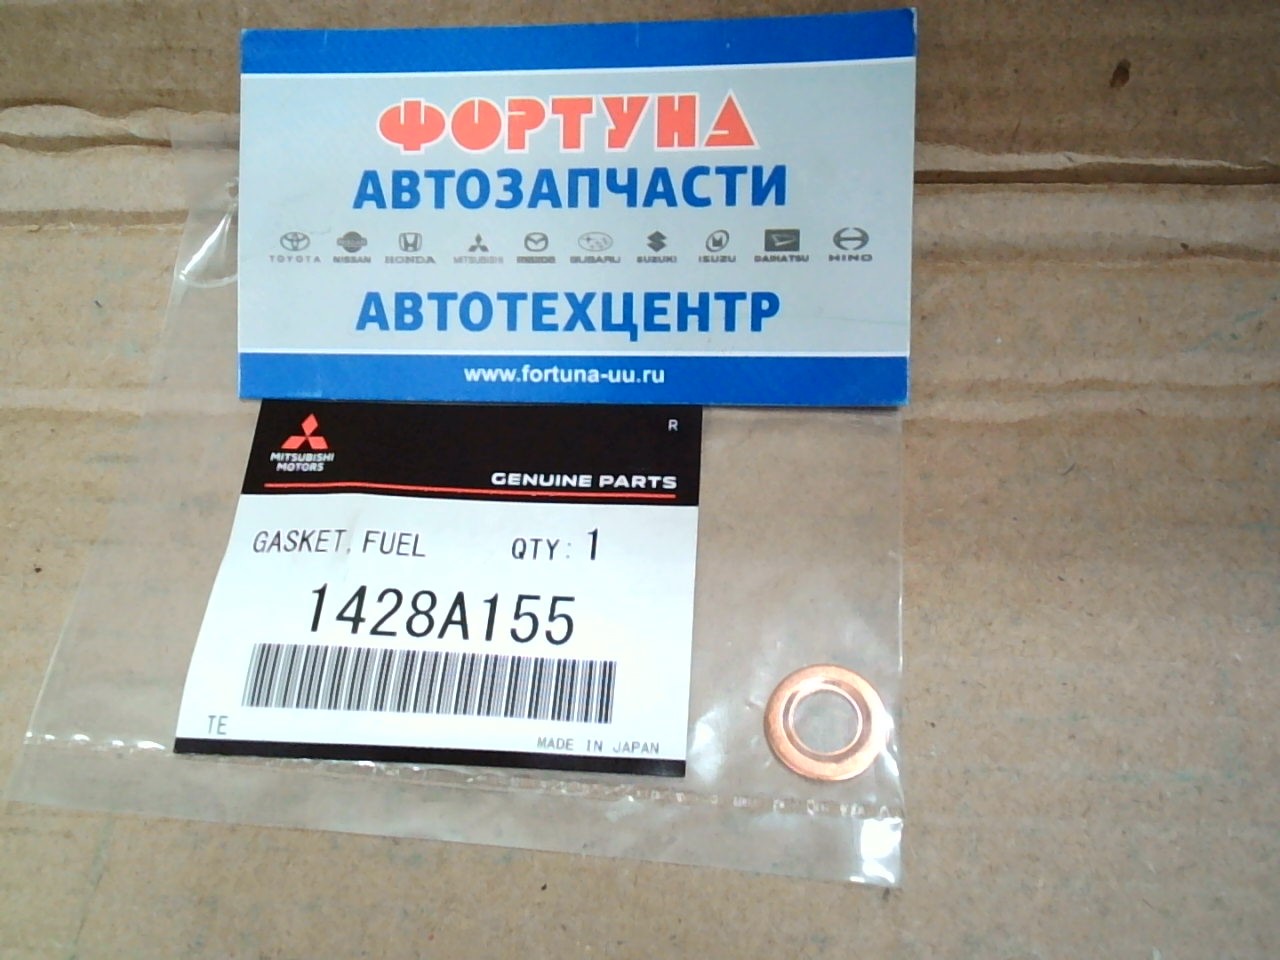 ФОРТУНА
АВТОЗАПЧАСТИ
TOYOTA NISSAN HONDA MITSUBISHI MAZDA SUBARU SUZUKI ISUZU DAIHATSU HINO
АВТОТЕХЦЕНТР
www.fortuna-uu.ru
R
MITSUBISHI
MOTORS
GENUINE PARTS
GASKET, FUEL QTY: 1
1428A155
TE
MADE IN JAPAN